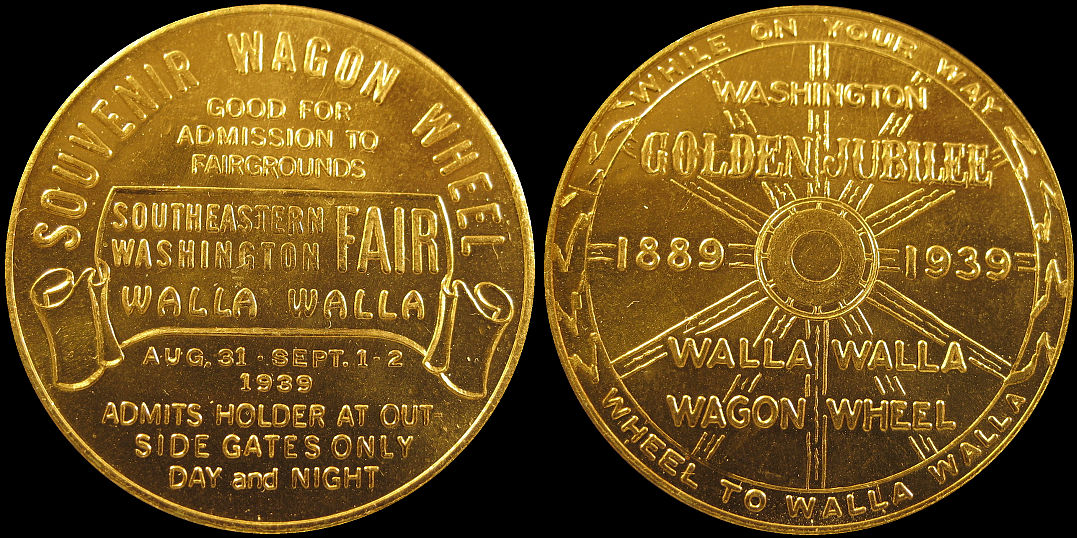 SOUVENIR WAGON WHEEL
GOOD FOR
ADMISSION TO
FAIRGROUNDS
SOUTHEASTERN
WASHINGTON
FAIR
WALLA WALLA
AUG. 31 · SEPT. 1-2
1939
ADMITS HOLDER AT OUT-
SIDE GATES ONLY
DAY and NIGHT
WHILE ON YOUR WAY
WASHINGTON
GOLDEN JUBILEE
1889 1939
WALLA WALLA
WAGON WHEEL
WHEEL TO WALLA WALLA